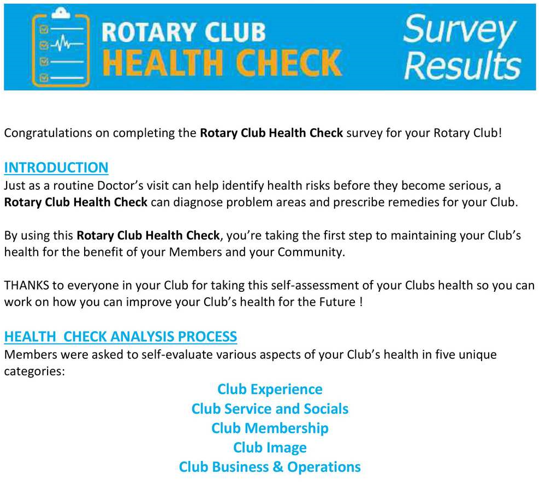 ROTARY CLUB
HEALTH CHECK
Survey
Results
Congratulations on completing the Rotary Club Health Check survey for your Rotary Club!
INTRODUCTION
Just as a routine Doctor's visit can help identify health risks before they become serious, a
Rotary Club Health Check can diagnose problem areas and prescribe remedies for your Club.
By using this Rotary Club Health Check, you're taking the first step to maintaining your Club's
health for the benefit of your Members and your Community.
THANKS to everyone in your Club for taking this self-assessment of your Clubs health so you can
work on how you can improve your Club's health for the Future !
HEALTH  CHECK ANALYSIS PROCESS
Members were asked to self-evaluate various aspects of your Club's health in five unique
categories:
Club Experience
Club Service and Socials
Club Membership
Club Image
Club Business & Operations